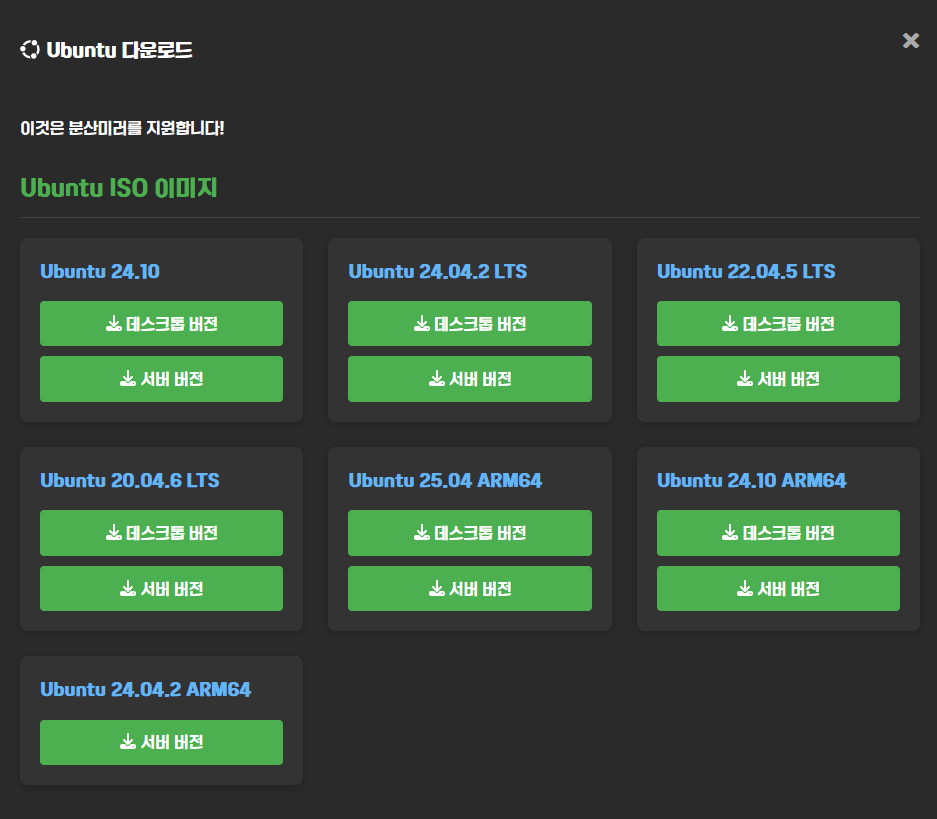 Ubuntu 다운로드
이것은 분산미러를 지원합니다!
Ubuntu ISO 이미지
Ubuntu 24.10
데스크톱 버전
서버 버전
Ubuntu 24.04.2 LTS
데스크톱 버전
서버 버전
Ubuntu 22.04.5 LTS
데스크톱 버전
서버 버전
Ubuntu 20.04.6 LTS
데스크톱 버전
서버 버전
Ubuntu 25.04 ARM64
데스크톱 버전
서버 버전
Ubuntu 24.10 ARM64
데스크톱 버전
서버 버전
Ubuntu 24.04.2 ARM64
서버 버전